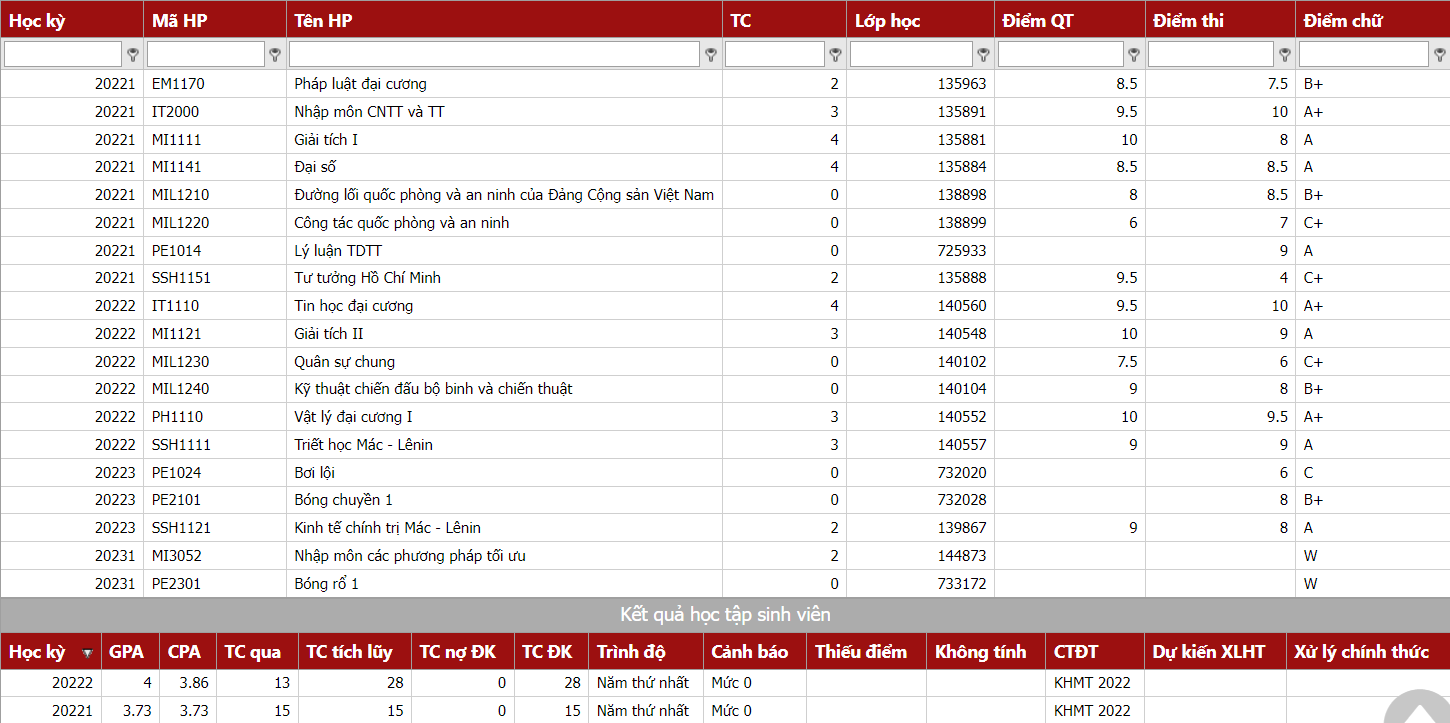 Học kỳ Mã HP Tên HP TC Lớp học Điểm QT Điểm thi Điểm chữ
20221 EM1170 Pháp luật đại cương 2 135963 8.5 7.5 B+
20221 IT2000 Nhập môn CNTT và TT 3 135891 9.5 10 A+
20221 MI1111 Giải tích I 4 135881 10 8 A
20221 MI1141 Đại số 4 135884 8.5 8.5 A
20221 MIL1210 Đường lối quốc phòng và an ninh của Đảng Cộng sản Việt Nam 0 138898 8 8.5 B+
20221 MIL1220 Công tác quốc phòng và an ninh 0 138899 6 7 C+
20221 PE1014 Lý luận TDTT 0 725933 9 A
20221 SSH1151 Tư tưởng Hồ Chí Minh 2 135888 9.5 4 C+
20222 IT1110 Tin học đại cương 4 140560 9.5 10 A+
20222 MI1121 Giải tích II 3 140548 10 9 A
20222 MIL1230 Quân sự chung 0 140102 7.5 6 C+
20222 MIL1240 Kỹ thuật chiến đấu bộ binh và chiến thuật 0 140104 9 8 B+
20222 PH1110 Vật lý đại cương I 3 140552 10 9.5 A+
20222 SSH1111 Triết học Mác - Lênin 3 140557 9 9 A
20223 PE1024 Bơi lội 0 732020 6 C
20223 PE2101 Bóng chuyền 1 0 732028 8 B+
20223 SSH1121 Kinh tế chính trị Mác - Lênin 2 139867 9 8 A
20231 MI3052 Nhập môn các phương pháp tối ưu 2 144873 W
20231 PE2301 Bóng rổ 1 0 733172 W
Kết quả học tập sinh viên
Học kỳ GPA CPA TC qua TC tích lũy TC nợ ĐK TC ĐK Trình độ Cảnh báo Thiếu điểm Không tính CTĐT Dự kiến XLHT Xử lý chính thức
20222 4 3.86 13 28 0 28 Năm thứ nhất Mức 0 KHMT 2022
20221 3.73 3.73 15 15 0 15 Năm thứ nhất Mức 0 KHMT 2022